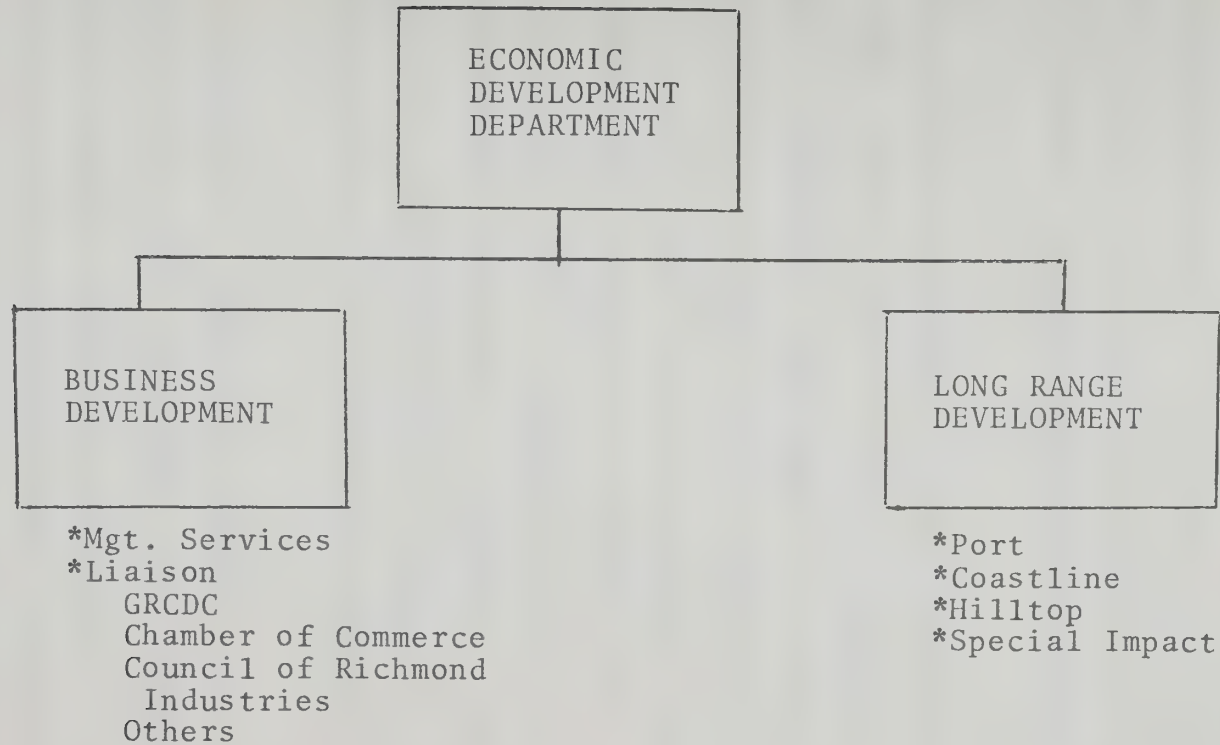 ECONOMIC
DEVELOPMENT
DEPARTMENT
BUSINESS
DEVELOPMENT
*Mgt. Services
*Liaison
GRCDC
Chamber of Commerce
Council of Richmond
Industries
Others
LONG RANGE
DEVELOPMENT
*Port
*Coastline
*Hilltop
*Special Impact